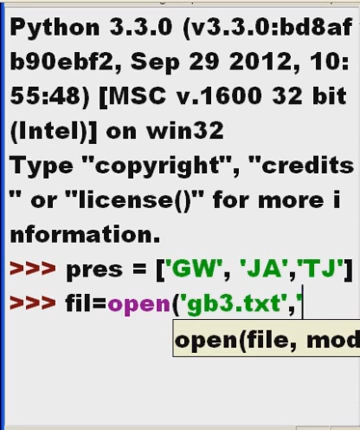 Python 3.3.0 (v3.3.0:bd8af
b90ebf2, Sep 29 2012, 10:
55:48) [MSC v.1600 32 bit
(Intel)] on win32
Type "copyright", "credits
" or "license()" for more i
nformation.
>>> pres = ['GW', 'JA','TJ']
>>> fil=open('gb3.txt','
open(file, mod